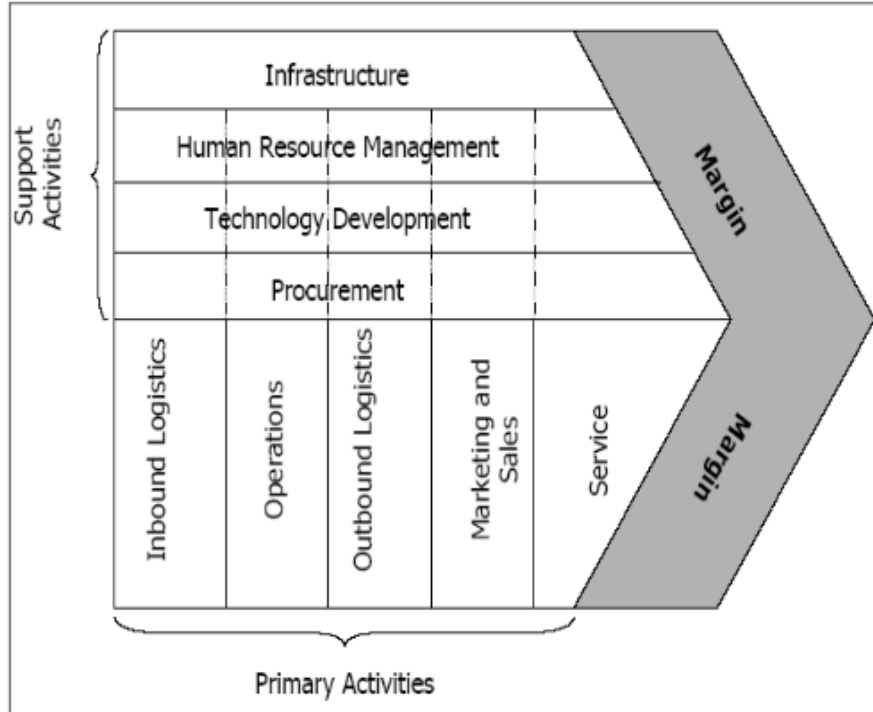 Support
Activities
Infrastructure
Human Resource Management
Technology Development
Procurement
Margin
Inbound Logistics
Operations
Outbound Logistics
Marketing and
Sales
Service
Margin
Primary Activities